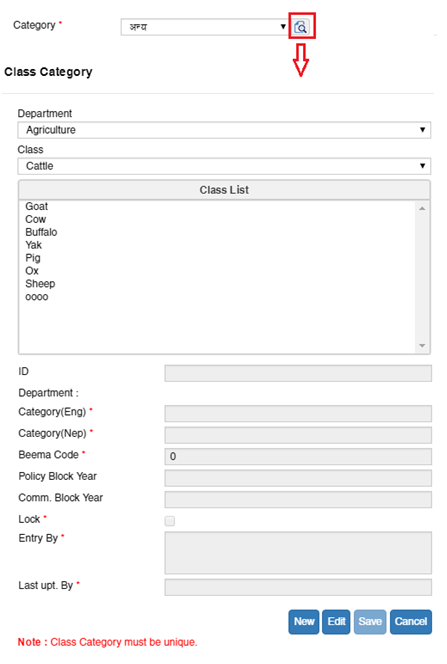 Category * अन्य
Class Category
Department
Agriculture
Class
Cattle
Class List
Goat
Cow
Buffalo
Yak
Pig
Ox
Sheep
oooo
ID
Department :
Category(Eng) *
Category(Nep) *
Beema Code * 0
Policy Block Year
Comm. Block Year
Lock *
Entry By *
Last upt. By *
New Edit Save Cancel
Note : Class Category must be unique.